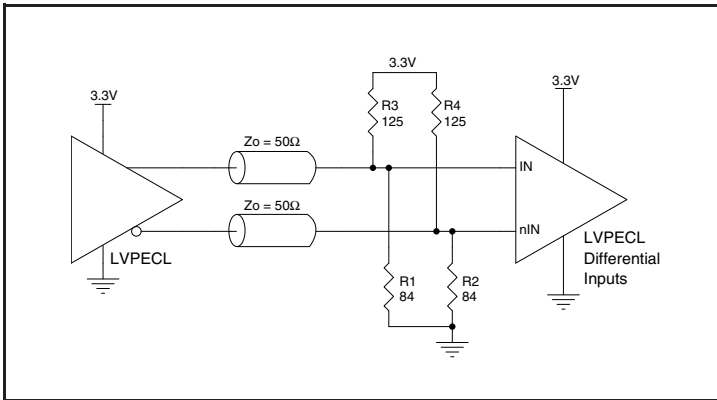 3.3V
3.3V
3.3V
R3
125
R4
125
Zo = 50Ω
IN
Zo = 50Ω
nIN
LVPECL
LVPECL
Differential
Inputs
R1
84
R2
84